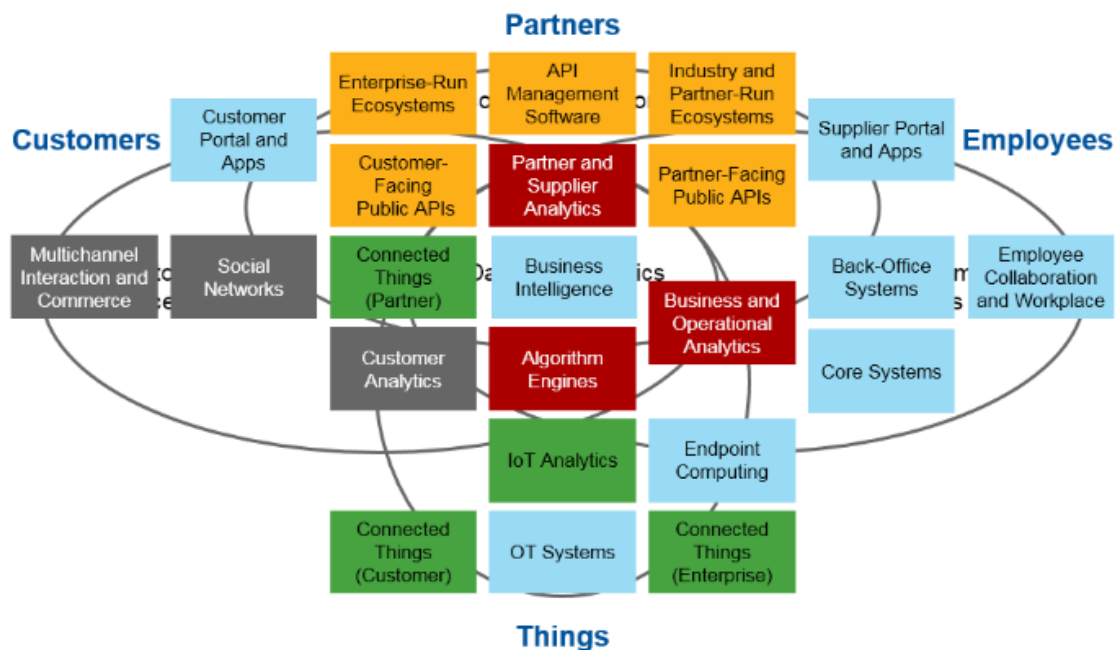 Partners
Enterprise-Run
Ecosystems
API
Management
Software
Industry and
Partner-Run
Ecosystems
Customers
Customer
Portal and
Apps
Supplier Portal
and Apps
Employees
Customer-
Facing
Public APIs
Partner and
Supplier
Analytics
Partner-Facing
Public APIs
Multichannel
Interaction and
Commerce
Social
Networks
Connected
Things
(Partner)
Business
Intelligence
Business and
Operational
Analytics
Back-Office
Systems
Employee
Collaboration
and Workplace
Customer
Analytics
Algorithm
Engines
Core Systems
IoT Analytics
Endpoint
Computing
Connected
Things
(Customer)
OT Systems
Connected
Things
(Enterprise)
Things